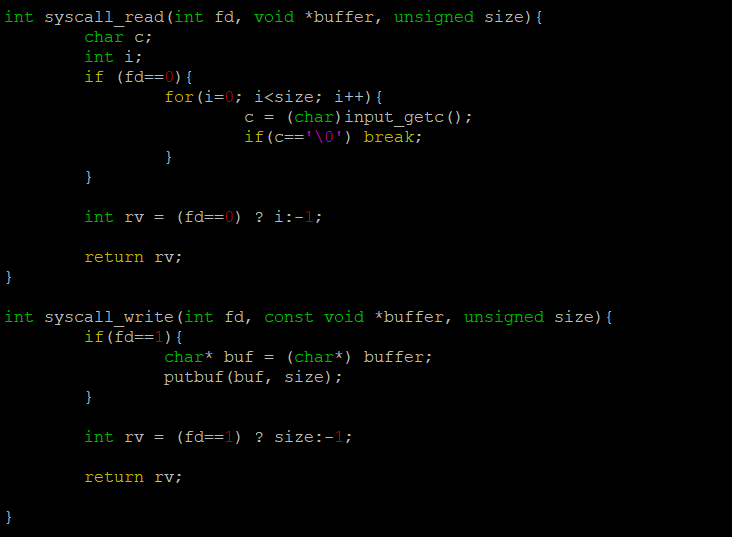 int syscall_read(int fd, void *buffer, unsigned size){
        char c;
        int i;
        if (fd==0){
                for(i=0; i<size; i++){
                        c = (char)input_getc();
                        if(c=='\0') break;
                }
        }

        int rv = (fd==0) ? i:-1;

        return rv;
}

int syscall_write(int fd, const void *buffer, unsigned size){
        if(fd==1){
                char* buf = (char*) buffer;
                putbuf(buf, size);
        }

        int rv = (fd==1) ? size:-1;

        return rv;

}